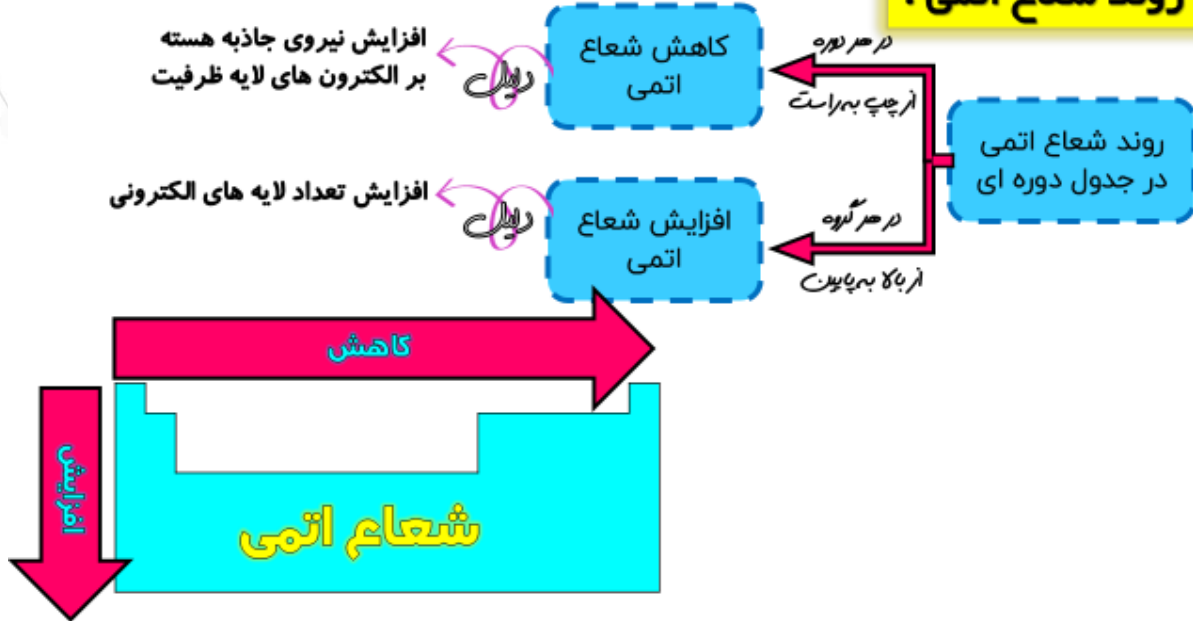 روند شعاع اتمی :
روند شعاع اتمی
در جدول دوره ای
در هر دوره
از چپ به راست
کاهش شعاع
اتمی
دلیل
افزایش نیروی جاذبه هسته
بر الکترون های لایه ظرفیت
در هر گروه
از بالا به پایین
افزایش شعاع
اتمی
دلیل
افزایش تعداد لایه های الکترونی
کاهش
افزایش
شعاع اتمی